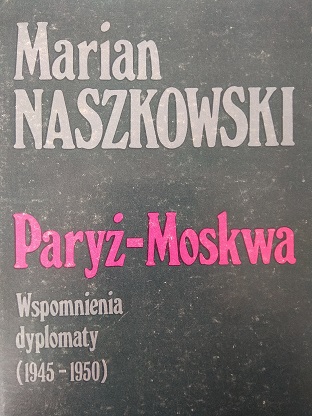 Marian
NASZKOWSKI
Paryż-Moskwa
Wspomnienia
dyplomaty
(1945-1950)